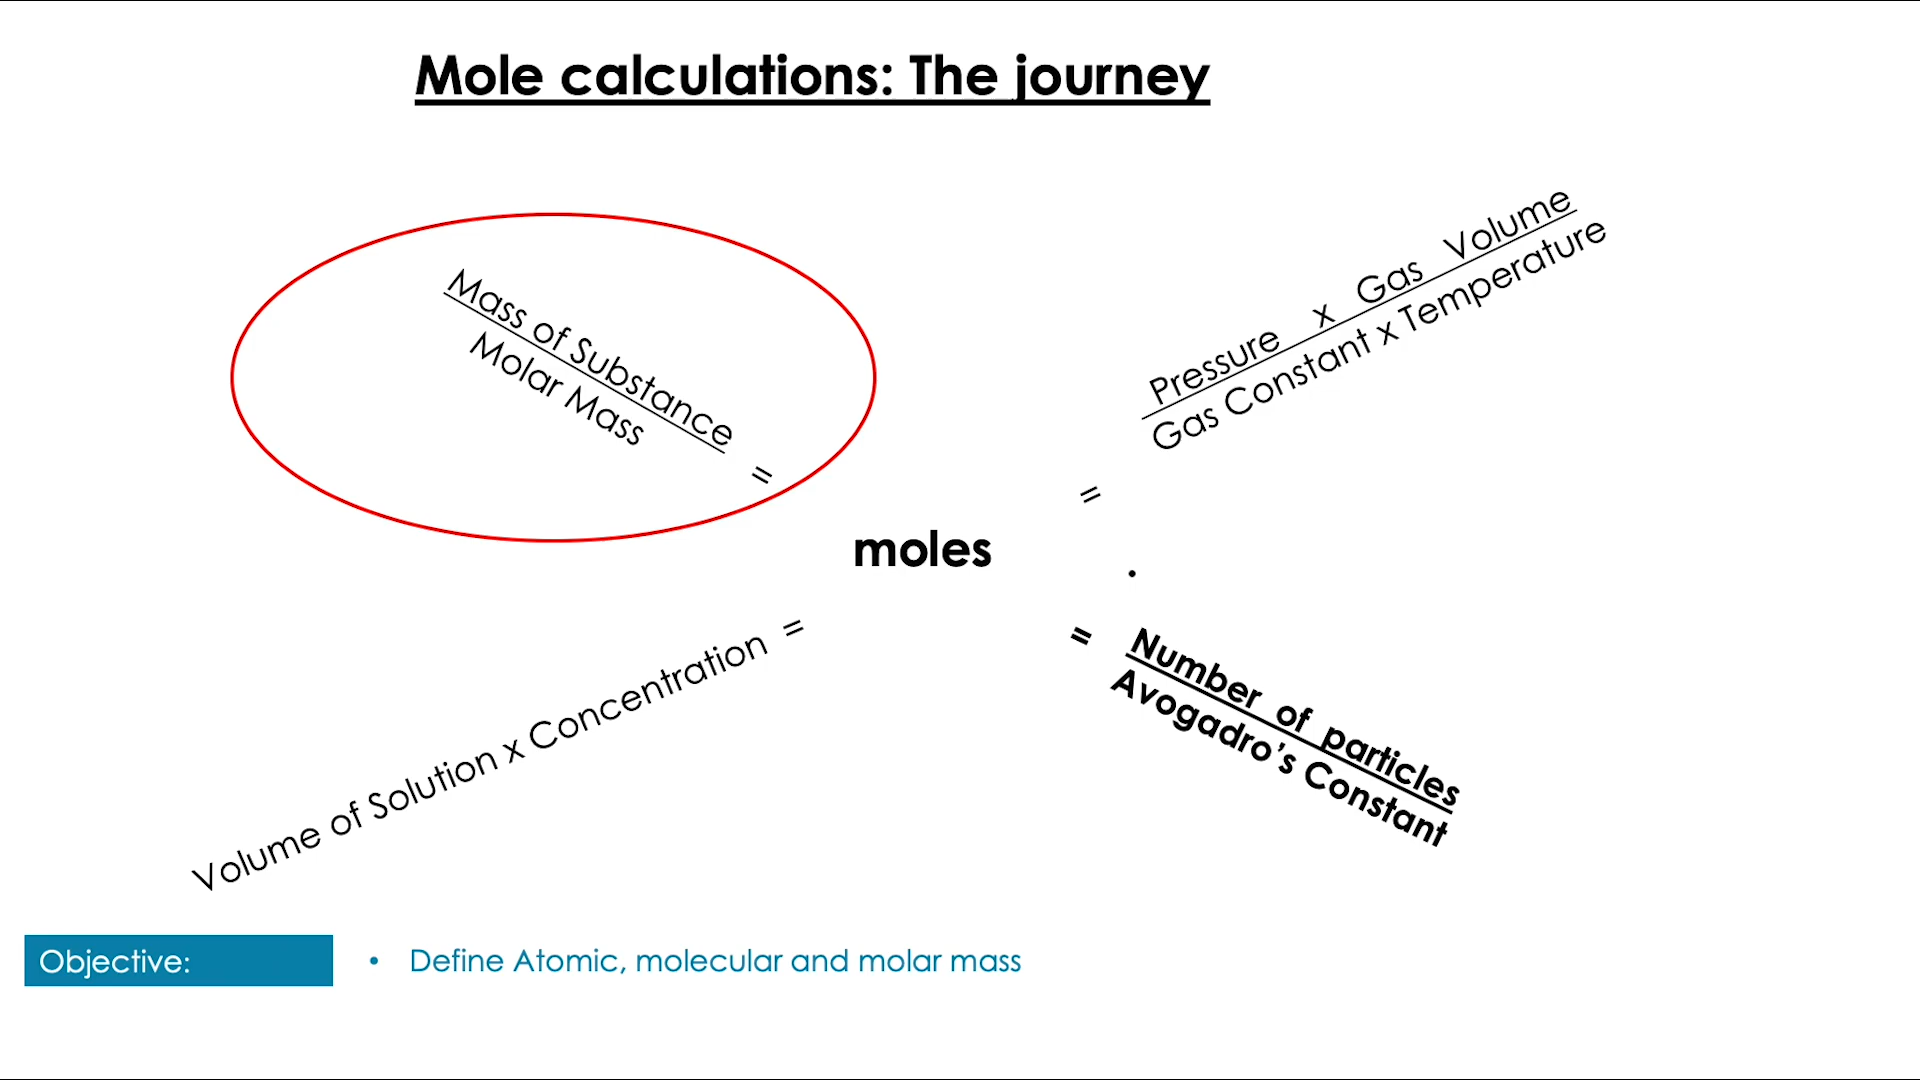 Mole calculations: The journey
Mass of Substance
Molar Mass
=
Pressure x Gas Volume
Gas Constant x Temperature
=
moles
Volume of Solution x Concentration =
= Number of particles
Avogadro’s Constant
Objective:
• Define Atomic, molecular and molar mass